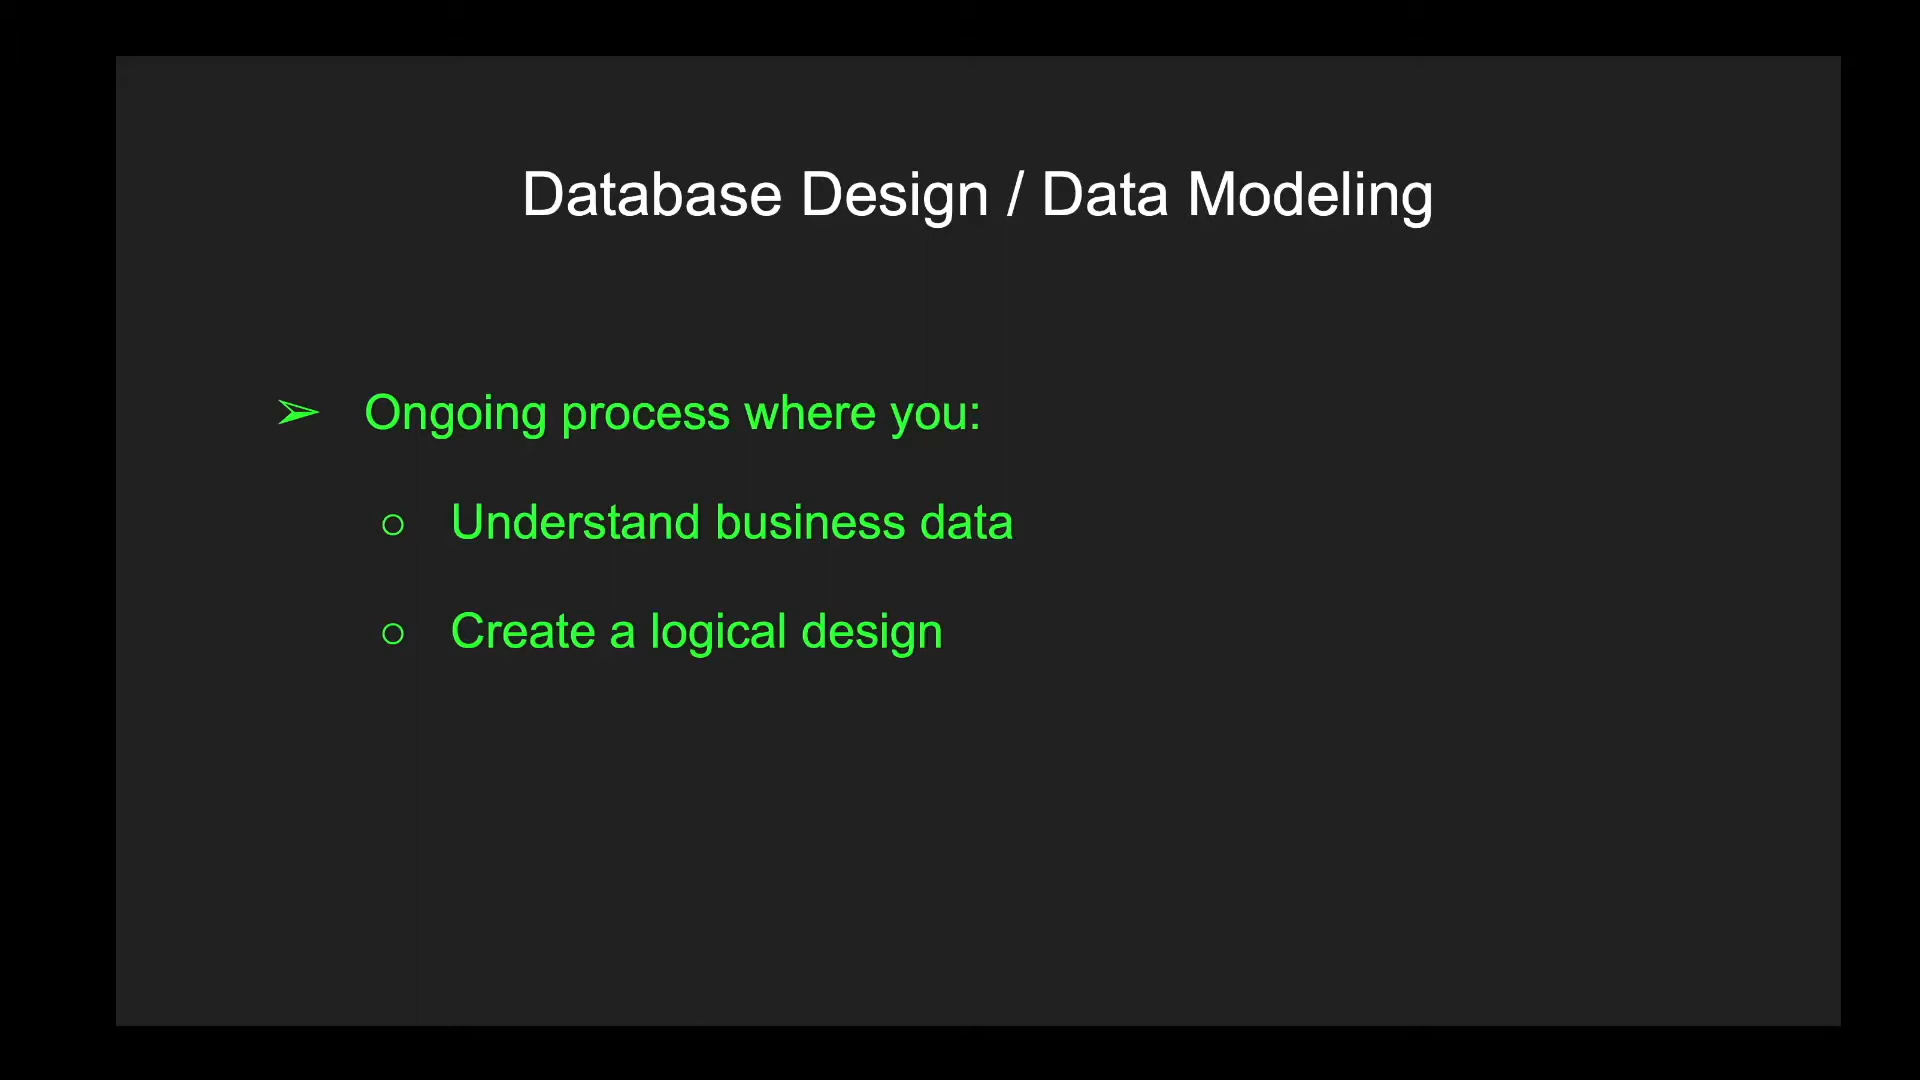 Database Design / Data Modeling
➢ Ongoing process where you:
○ Understand business data
○ Create a logical design